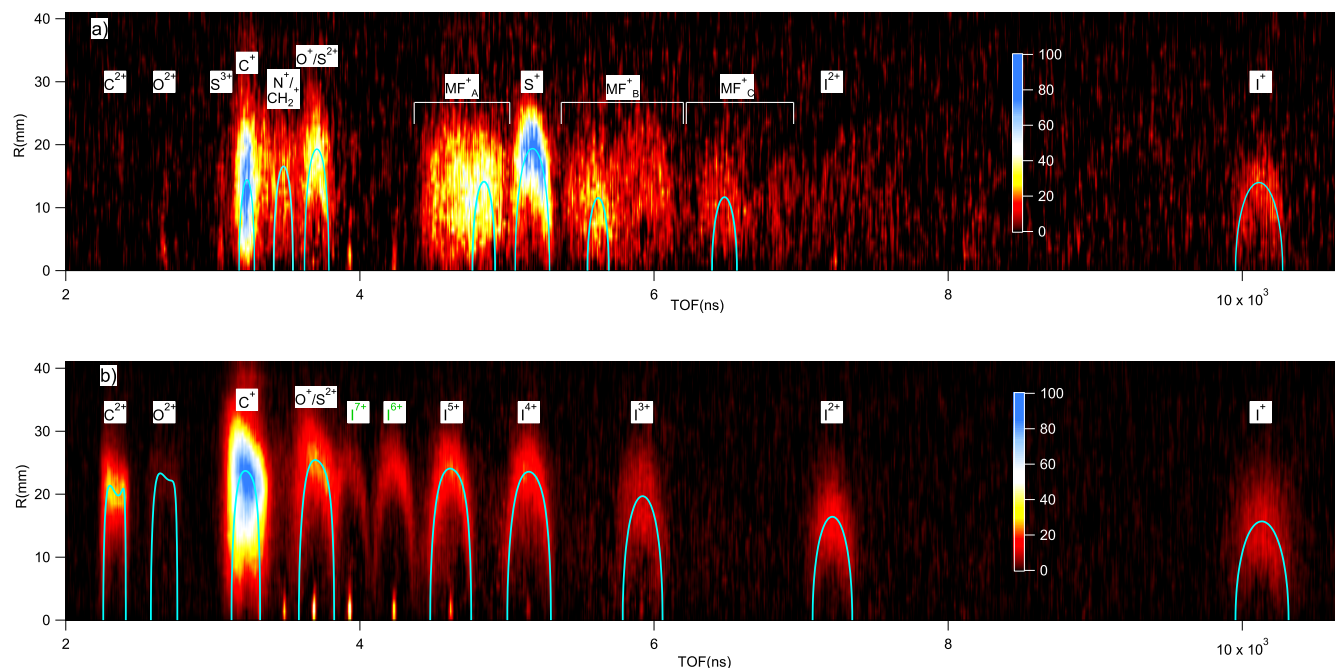 a)
C²⁺ O²⁺ S³⁺ C⁺ N⁺/CH₂⁺ O⁺/S²⁺ MF⁺A S⁺ MF⁺B MF⁺C I²⁺ I⁺
R(mm)
40
30
20
10
0
100
80
60
40
20
0
2 4 6 8 10 x 10³
TOF(ns)
b)
C²⁺ O²⁺ C⁺ O⁺/S²⁺ I⁷⁺ I⁶⁺ I⁵⁺ I⁴⁺ I³⁺ I²⁺ I⁺
R(mm)
40
30
20
10
0
100
80
60
40
20
0
2 4 6 8 10 x 10³
TOF(ns)